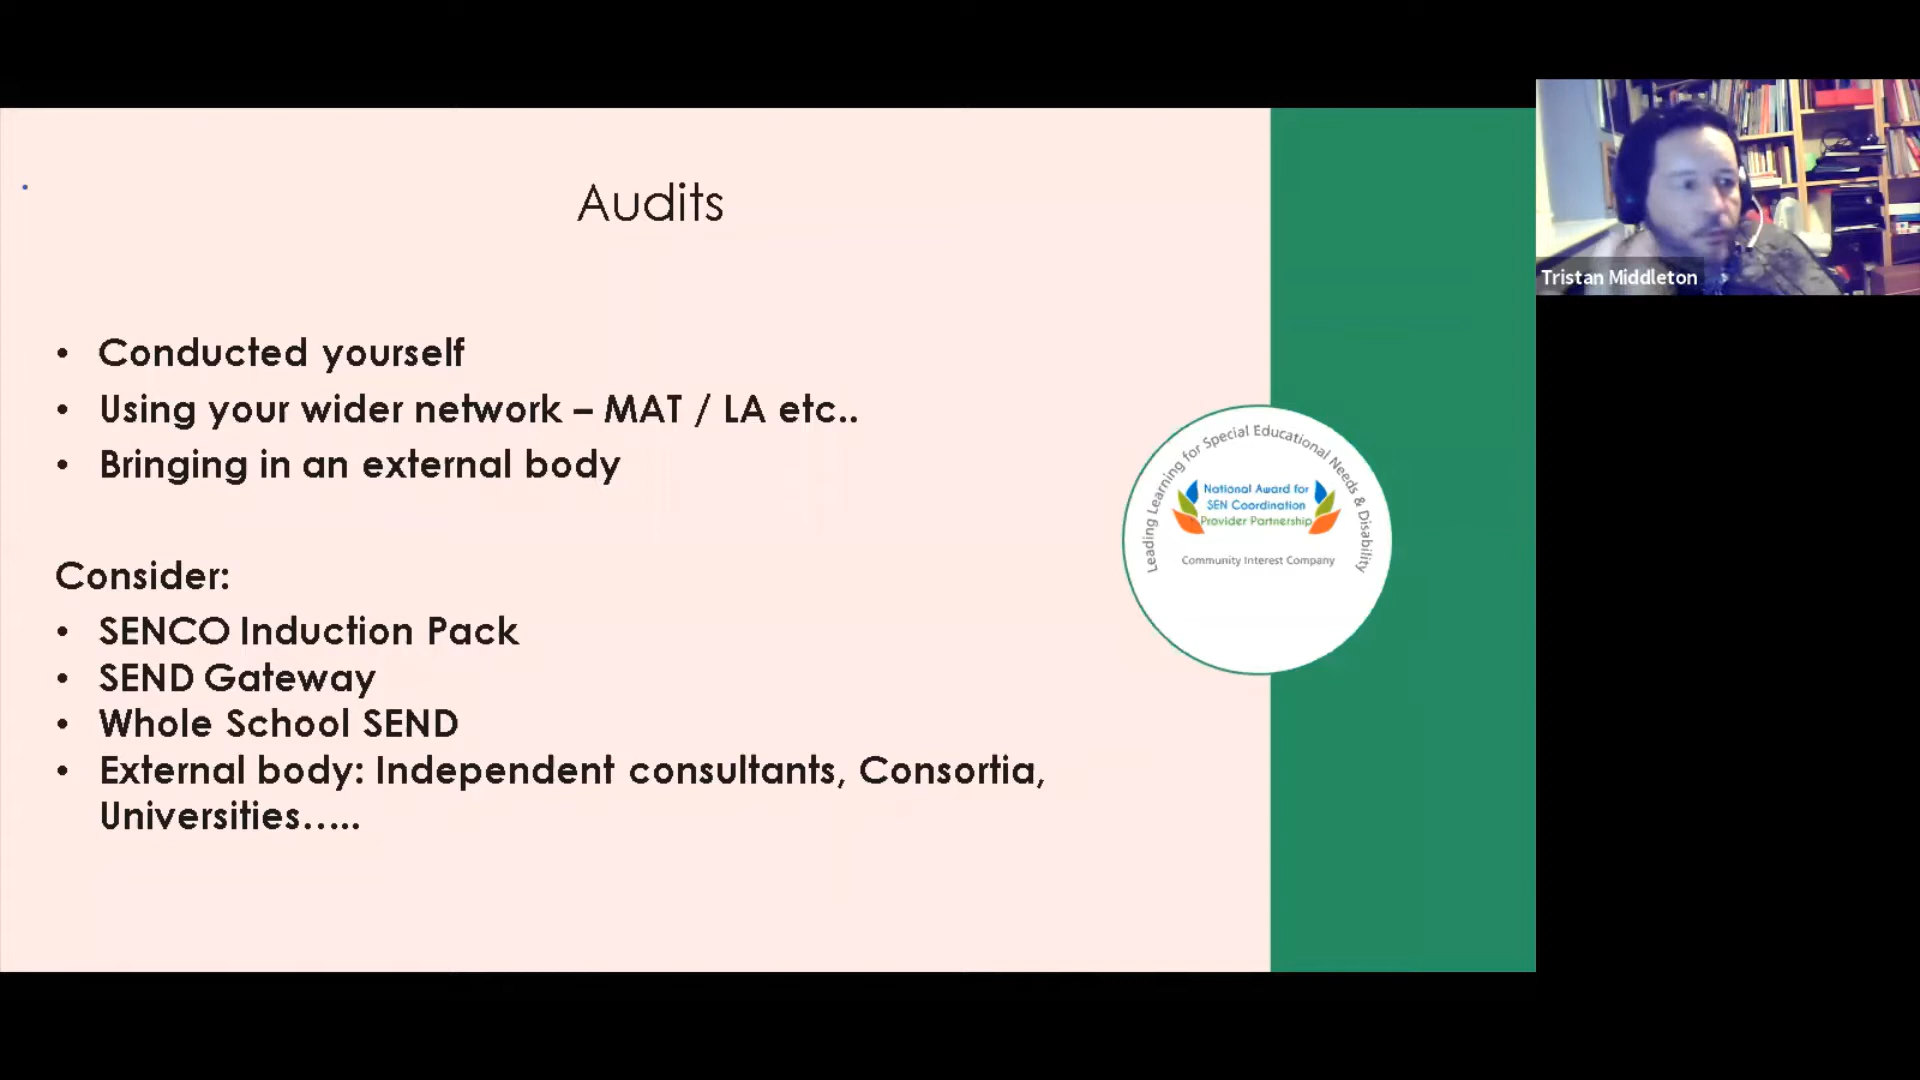 Audits
• Conducted yourself
• Using your wider network – MAT / LA etc..
• Bringing in an external body
Consider:
• SENCO Induction Pack
• SEND Gateway
• Whole School SEND
• External body: Independent consultants, Consortia,
Universities…..
Leading Learning for Special Educational Needs & Disability
National Award for
SEN Coordination
Provider Partnership
Community Interest Company
Tristan Middleton